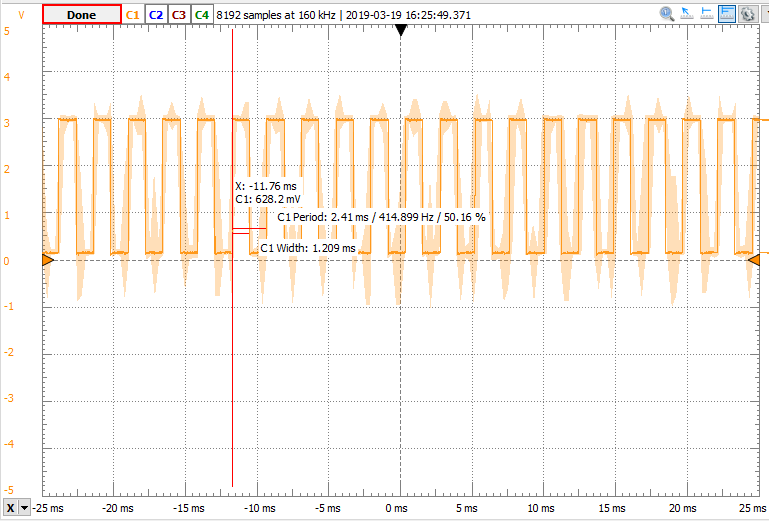 V Done C1 C2 C3 C4 8192 samples at 160 kHz | 2019-03-19 16:25:49.371
5
4
3
2
X: -11.76 ms
C1: 628.2 mV
1
C1 Period: 2.41 ms / 414.899 Hz / 50.16 %
C1 Width: 1.209 ms
0
-1
-2
-3
-4
-5
X -25 ms -20 ms -15 ms -10 ms -5 ms 0 ms 5 ms 10 ms 15 ms 20 ms 25 ms